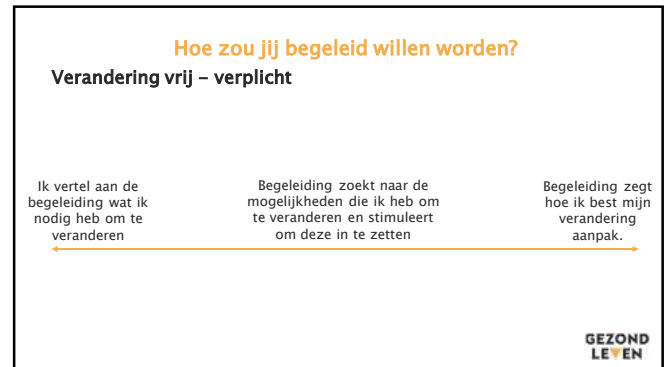 Hoe zou jij begeleid willen worden?
Verandering vrij – verplicht
Ik vertel aan de
begeleiding wat ik
nodig heb om te
veranderen
Begeleiding zoekt naar de
mogelijkheden die ik heb om
te veranderen en stimuleert
om deze in te zetten
Begeleiding zegt
hoe ik best mijn
verandering
aanpak.
GEZOND
LEVEN